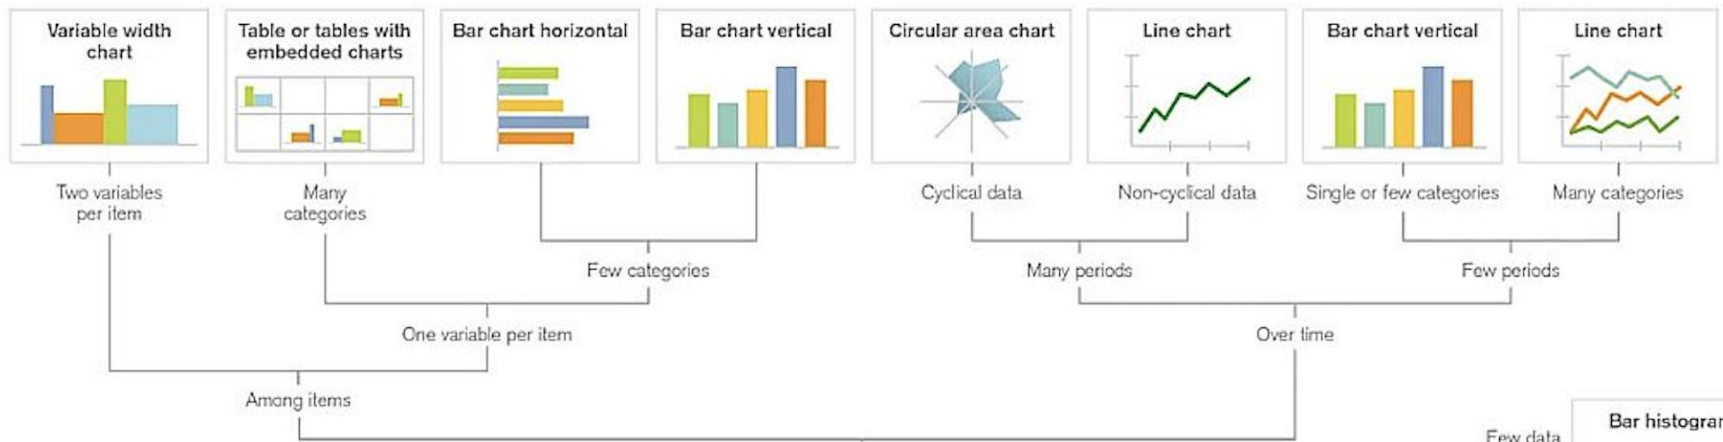 Variable width
chart
Table or tables with
embedded charts
Bar chart horizontal
Bar chart vertical
Circular area chart
Line chart
Bar chart vertical
Line chart
Two variables
per item
Many
categories
Cyclical data
Non-cyclical data
Single or few categories
Many categories
Few categories
Many periods
Few periods
One variable per item
Over time
Among items
Bar histogram
Few data